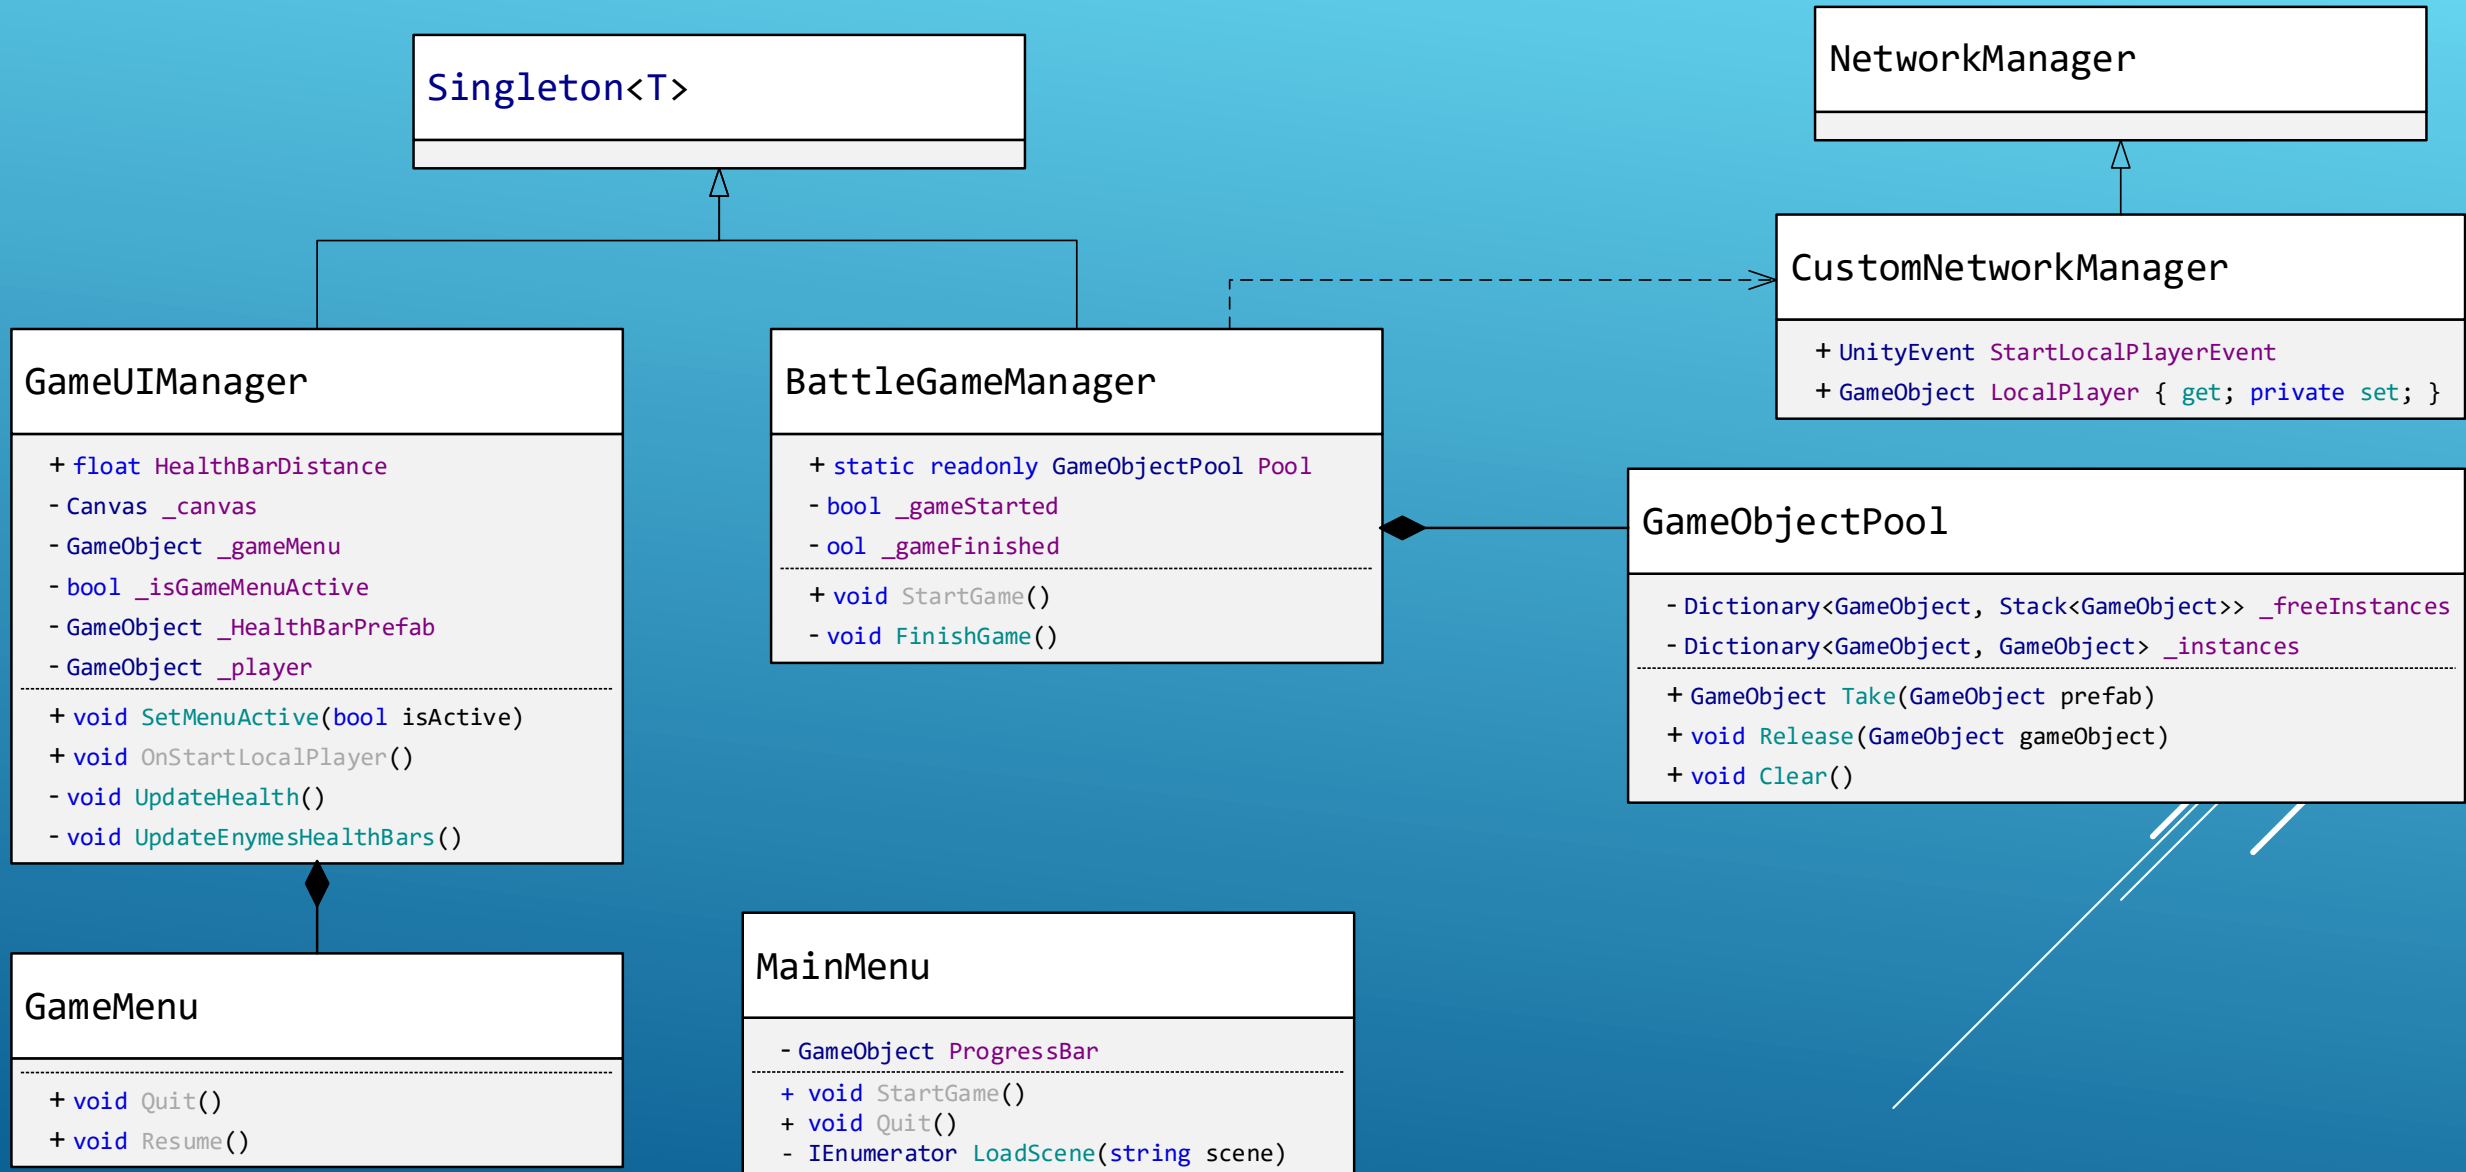 Singleton<T>
NetworkManager
CustomNetworkManager
+ UnityEvent StartLocalPlayerEvent
+ GameObject LocalPlayer { get; private set; }
GameUIManager
+ float HealthBarDistance
- Canvas _canvas
- GameObject _gameMenu
- bool _isGameMenuActive
- GameObject _HealthBarPrefab
- GameObject _player
+ void SetMenuActive(bool isActive)
+ void OnStartLocalPlayer()
- void UpdateHealth()
- void UpdateEnymesHealthBars()
BattleGameManager
+ static readonly GameObjectPool Pool
- bool _gameStarted
- ool _gameFinished
+ void StartGame()
- void FinishGame()
GameObjectPool
- Dictionary<GameObject, Stack<GameObject>> _freeInstances
- Dictionary<GameObject, GameObject> _instances
+ GameObject Take(GameObject prefab)
+ void Release(GameObject gameObject)
+ void Clear()
GameMenu
+ void Quit()
+ void Resume()
MainMenu
- GameObject ProgressBar
+ void StartGame()
+ void Quit()
- IEnumerator LoadScene(string scene)